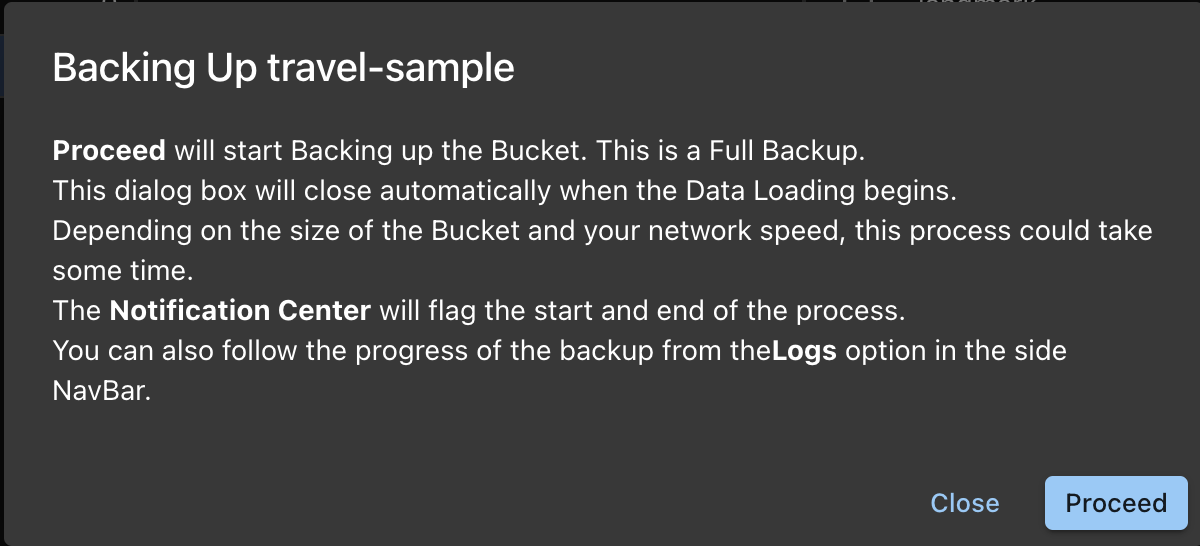 Backing Up travel-sample
Proceed will start Backing up the Bucket. This is a Full Backup.
This dialog box will close automatically when the Data Loading begins.
Depending on the size of the Bucket and your network speed, this process could take
some time.
The Notification Center will flag the start and end of the process.
You can also follow the progress of the backup from theLogs option in the side
NavBar.
Close
Proceed